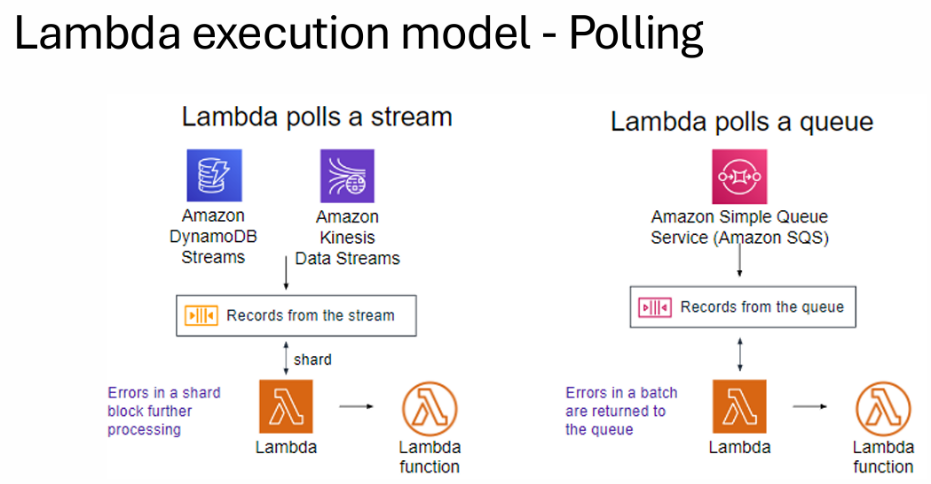 Lambda execution model - Polling
Lambda polls a stream
Amazon
DynamoDB
Streams
Amazon
Kinesis
Data Streams
Records from the stream
shard
Errors in a shard
block further
processing
Lambda
Lambda
function
Lambda polls a queue
Amazon Simple Queue
Service (Amazon SQS)
Records from the queue
Errors in a batch
are returned to
the queue
Lambda
Lambda
function